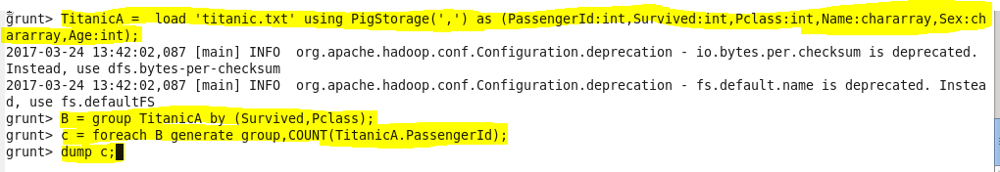 grunt> TitanicA =  load 'titanic.txt' using PigStorage(',') as (PassengerId:int,Survived:int,Pclass:int,Name:chararray,Sex:ch
ararray,Age:int);
2017-03-24 13:42:02,087 [main] INFO  org.apache.hadoop.conf.Configuration.deprecation - io.bytes.per.checksum is deprecated.
Instead, use dfs.bytes-per-checksum
2017-03-24 13:42:02,087 [main] INFO  org.apache.hadoop.conf.Configuration.deprecation - fs.default.name is deprecated. Instea
d, use fs.defaultFS
grunt> B = group TitanicA by (Survived,Pclass);
grunt> c = foreach B generate group,COUNT(TitanicA.PassengerId);
grunt> dump c;